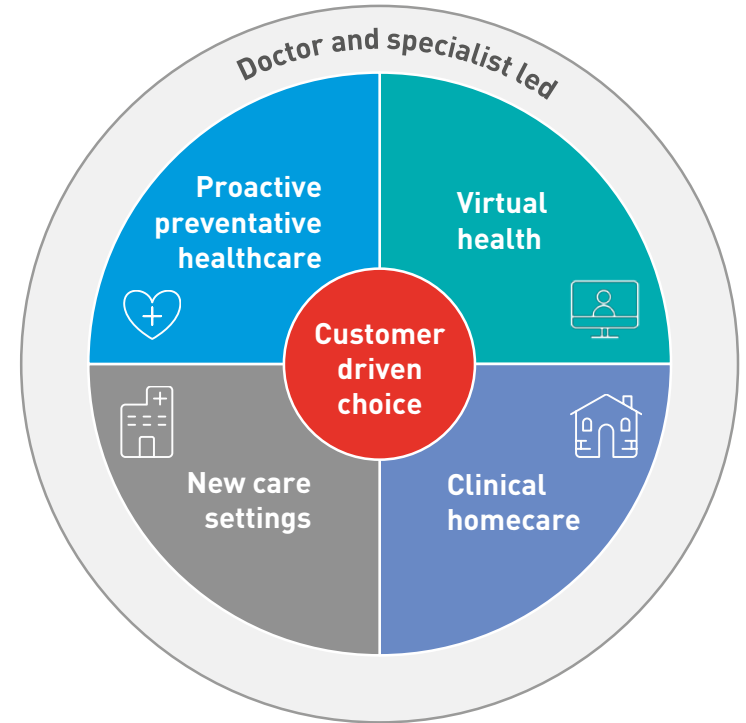 Doctor and specialist led
Proactive
preventative
healthcare
Virtual
health
Customer
driven
choice
New care
settings
Clinical
homecare